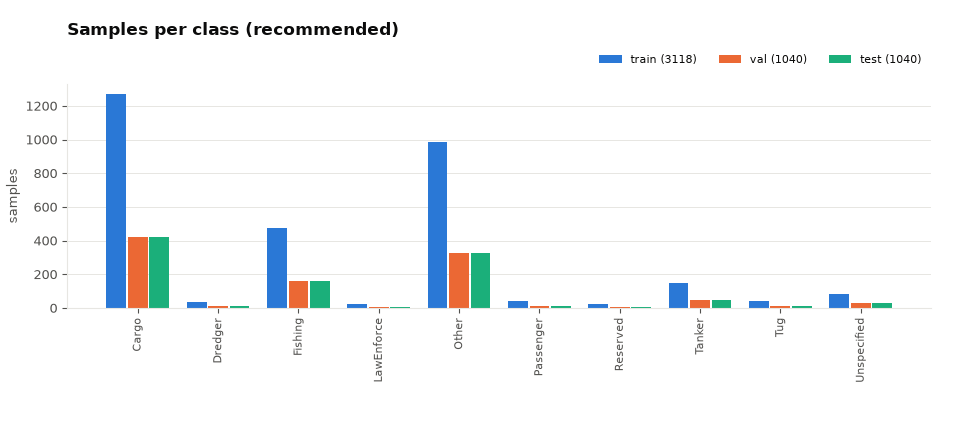 Samples per class (recommended)
train (3118) val (1040) test (1040)
samples
1200
1000
800
600
400
200
0
Cargo
Dredger
Fishing
LawEnforce
Other
Passenger
Reserved
Tanker
Tug
Unspecified